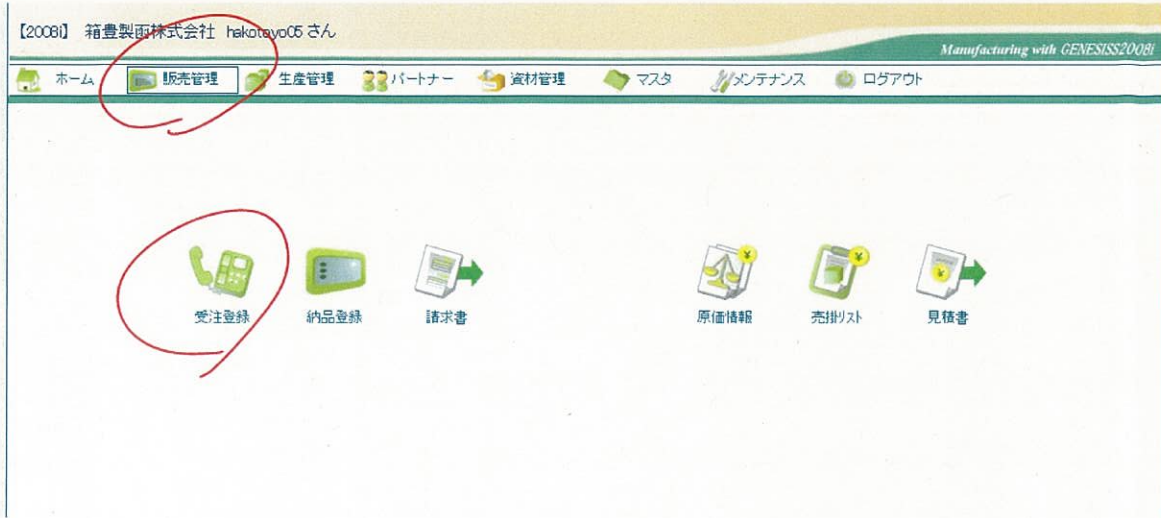 【2008i】 箱豊製函株式会社 hakotoyo05 さん
Manufacturing with GENESISS2008i
ホーム 販売管理 生産管理 パートナー 資材管理 マスタ メンテナンス ログアウト
受注登録 納品登録 請求書 原価情報 売掛リスト 見積書